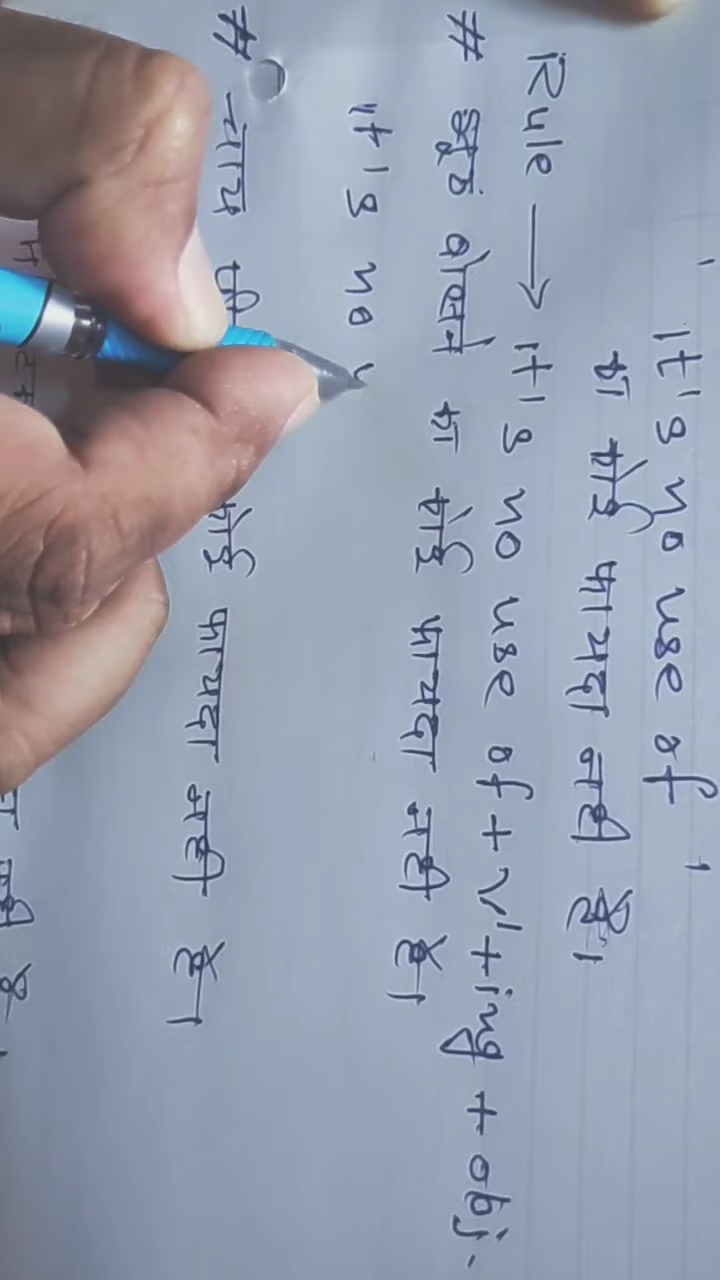 'it's no use of'
का कोई फायदा नही है।
Rule → it's no use of + v¹ + ing + obj.
# झुठ बोलने का कोई फायदा नही है।
it's no
# चाय कोई फायदा नही है।